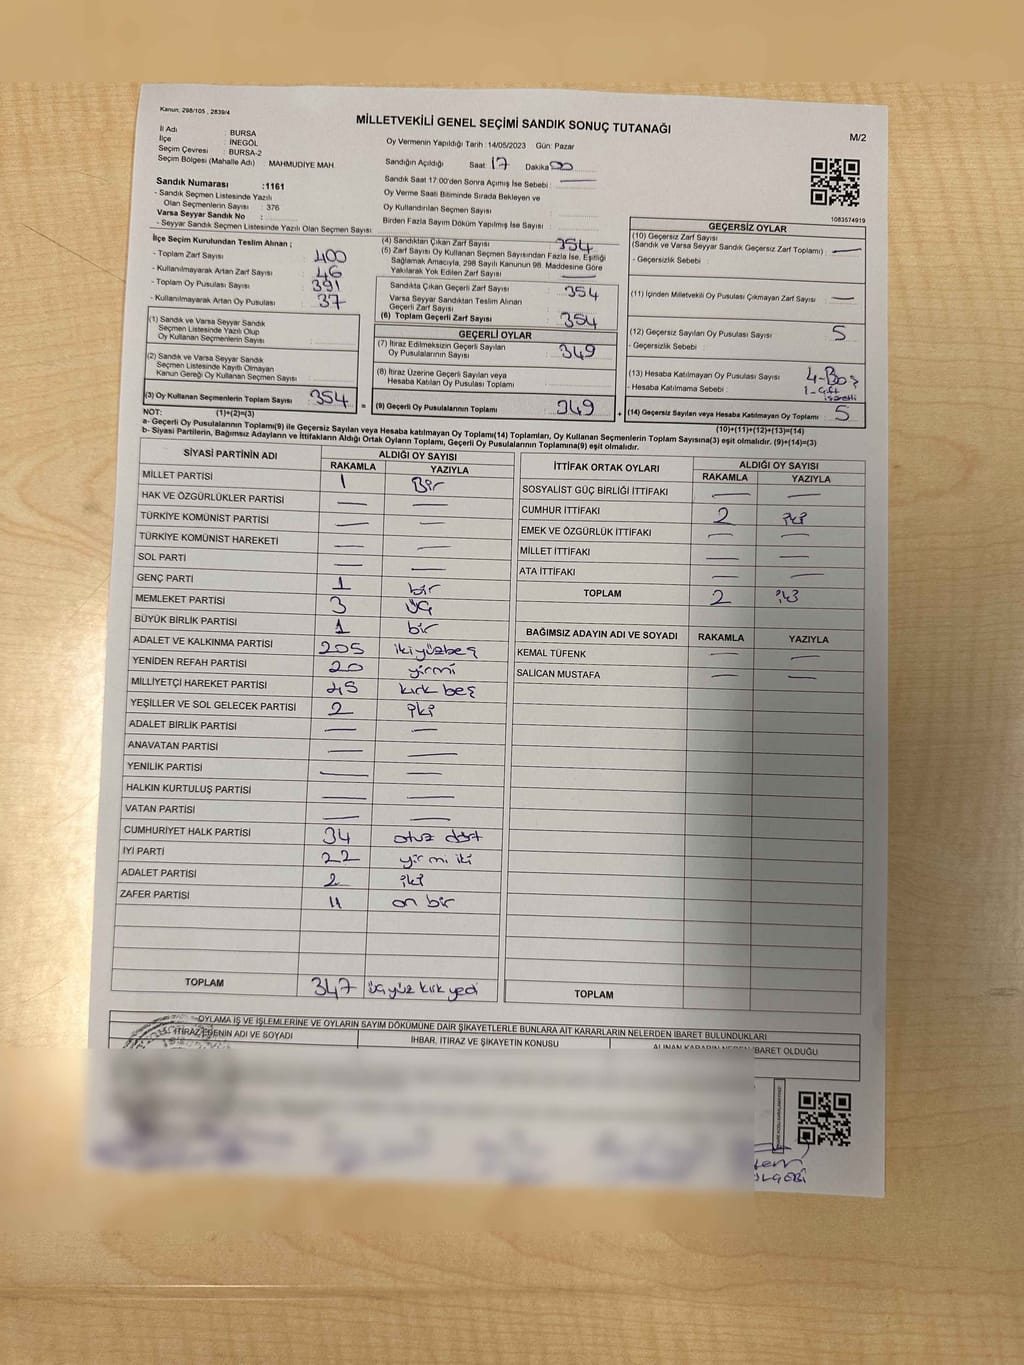 Kanun: 298/105 , 2839/4
MİLLETVEKİLİ GENEL SEÇİMİ SANDIK SONUÇ TUTANAĞI
M/2
İl Adı : BURSA
İlçe : İNEGÖL
Seçim Çevresi : BURSA-2
Seçim Bölgesi (Mahalle Adı) : MAHMUDİYE MAH.
Sandık Numarası :1161
- Sandık Seçmen Listesinde Yazılı
Olan Seçmenlerin Sayısı : 376
Varsa Seyyar Sandık No :
- Seyyar Sandık Seçmen Listesinde Yazılı Olan Seçmen Sayısı:
Oy Vermenin Yapıldığı Tarih :14/05/2023 Gün: Pazar
Sandığın Açıldığı Saat: 17 Dakika: 00
Sandık Saat 17:00'den Sonra Açımış İse Sebebi : —
Oy Verme Saati Bitiminde Sırada Bekleyen ve
Oy Kullandırılan Seçmen Sayısı :
Birden Fazla Sayım Döküm Yapılmış İse Sayısı :
1083574919
İlçe Seçim Kurulundan Teslim Alınan ;
- Toplam Zarf Sayısı : 400
- Kullanılmayarak Artan Zarf Sayısı : 46
- Toplam Oy Pusulası Sayısı : 391
- Kullanılmayarak Artan Oy Pusulası : 37
(1) Sandık ve Varsa Seyyar Sandık
Seçmen Listesinde Yazılı Olup
Oy Kullanan Seçmenlerin Sayısı :
(2) Sandık ve Varsa Seyyar Sandık
Seçmen Listesinde Kayıtlı Olmayan
Kanun Gereği Oy Kullanan Seçmen Sayısı :
(3) Oy Kullanan Seçmenlerin Toplam Sayısı : 354
(4) Sandıktan Çıkan Zarf Sayısı : 354
(5) Zarf Sayısı Oy Kullanan Seçmen Sayısından Fazla İse, Eşitliği
Sağlamak Amacıyla, 298 Sayılı Kanunun 98. Maddesine Göre
Yakılarak Yok Edilen Zarf Sayısı : —
Sandıkta Çıkan Geçerli Zarf Sayısı : 354
Varsa Seyyar Sandıktan Teslim Alınan
Geçerli Zarf Sayısı :
(6) Toplam Geçerli Zarf Sayısı : 354
GEÇERLİ OYLAR
(7) İtiraz Edilmeksizin Geçerli Sayılan
Oy Pusulalarının Sayısı : 349
(8) İtiraz Üzerine Geçerli Sayılan veya
Hesaba Katılan Oy Pusulası Toplamı :
= (9) Geçerli Oy Pusulalarının Toplamı : 349
GEÇERSİZ OYLAR
(10) Geçersiz Zarf Sayısı
(Sandık ve Varsa Seyyar Sandık Geçersiz Zarf Toplamı) : —
- Geçersizlik Sebebi :
(11) İçinden Milletvekili Oy Pusulası Çıkmayan Zarf Sayısı : —
(12) Geçersiz Sayılan Oy Pusulası Sayısı : 5
- Geçersizlik Sebebi :
(13) Hesaba Katılmayan Oy Pusulası Sayısı : 4-Boş
- Hesaba Katılmama Sebebi : 1-çift
işaretli
+ (14) Geçersiz Sayılan veya Hesaba Katılmayan Oy Toplamı : 5
NOT: (1)+(2)=(3)
(10)+(11)+(12)+(13)=(14)
a- Geçerli Oy Pusulalarının Toplamı(9) ile Geçersiz Sayılan veya Hesaba Katılmayan Oy Toplamı(14) Toplamları, Oy Kullanan Seçmenlerin Toplam Sayısına(3) eşit olmalıdır. (9)+(14)=(3)
b- Siyasi Partilerin, Bağımsız Adayların ve İttifakların Aldığı Ortak Oyların Toplamı, Geçerli Oy Pusulalarının Toplamına(9) eşit olmalıdır.
SİYASİ PARTİNİN ADI ALDIĞI OY SAYISI
RAKAMLA YAZIYLA
MİLLET PARTİSİ 1 Bir
HAK VE ÖZGÜRLÜKLER PARTİSİ — —
TÜRKİYE KOMÜNİST PARTİSİ — —
TÜRKİYE KOMÜNİST HAREKETİ — —
SOL PARTİ — —
GENÇ PARTİ 1 bir
MEMLEKET PARTİSİ 3 üç
BÜYÜK BİRLİK PARTİSİ 1 bir
ADALET VE KALKINMA PARTİSİ 205 ikiyüzbeş
YENİDEN REFAH PARTİSİ 20 yirmi
MİLLİYETÇİ HAREKET PARTİSİ 45 kırk beş
YEŞİLLER VE SOL GELECEK PARTİSİ 2 iki
ADALET BİRLİK PARTİSİ — —
ANAVATAN PARTİSİ — —
YENİLİK PARTİSİ — —
HALKIN KURTULUŞ PARTİSİ — —
VATAN PARTİSİ — —
CUMHURİYET HALK PARTİSİ 34 otuz dört
İYİ PARTİ 22 yirmi iki
ADALET PARTİSİ 2 iki
ZAFER PARTİSİ 11 on bir
TOPLAM 347 üçyüz kırk yedi
İTTİFAK ORTAK OYLARI ALDIĞI OY SAYISI
RAKAMLA YAZIYLA
SOSYALİST GÜÇ BİRLİĞİ İTTİFAKI — —
CUMHUR İTTİFAKI 2 iki
EMEK VE ÖZGÜRLÜK İTTİFAKI — —
MİLLET İTTİFAKI — —
ATA İTTİFAKI — —
TOPLAM 2 iki
BAĞIMSIZ ADAYIN ADI VE SOYADI RAKAMLA YAZIYLA
KEMAL TÜFENK — —
SALİCAN MUSTAFA — —
TOPLAM
OYLAMA İŞ VE İŞLEMLERİNE VE OYLARIN SAYIM DÖKÜMÜNE DAİR ŞİKAYETLERLE BUNLARA AİT KARARLARIN NELERDEN İBARET BULUNDUKLARI
İTİRAZ EDENİN ADI VE SOYADI İHBAR, İTİRAZ VE ŞİKAYETİN KONUSU ALINAN KARARIN NEDEN İBARET OLDUĞU